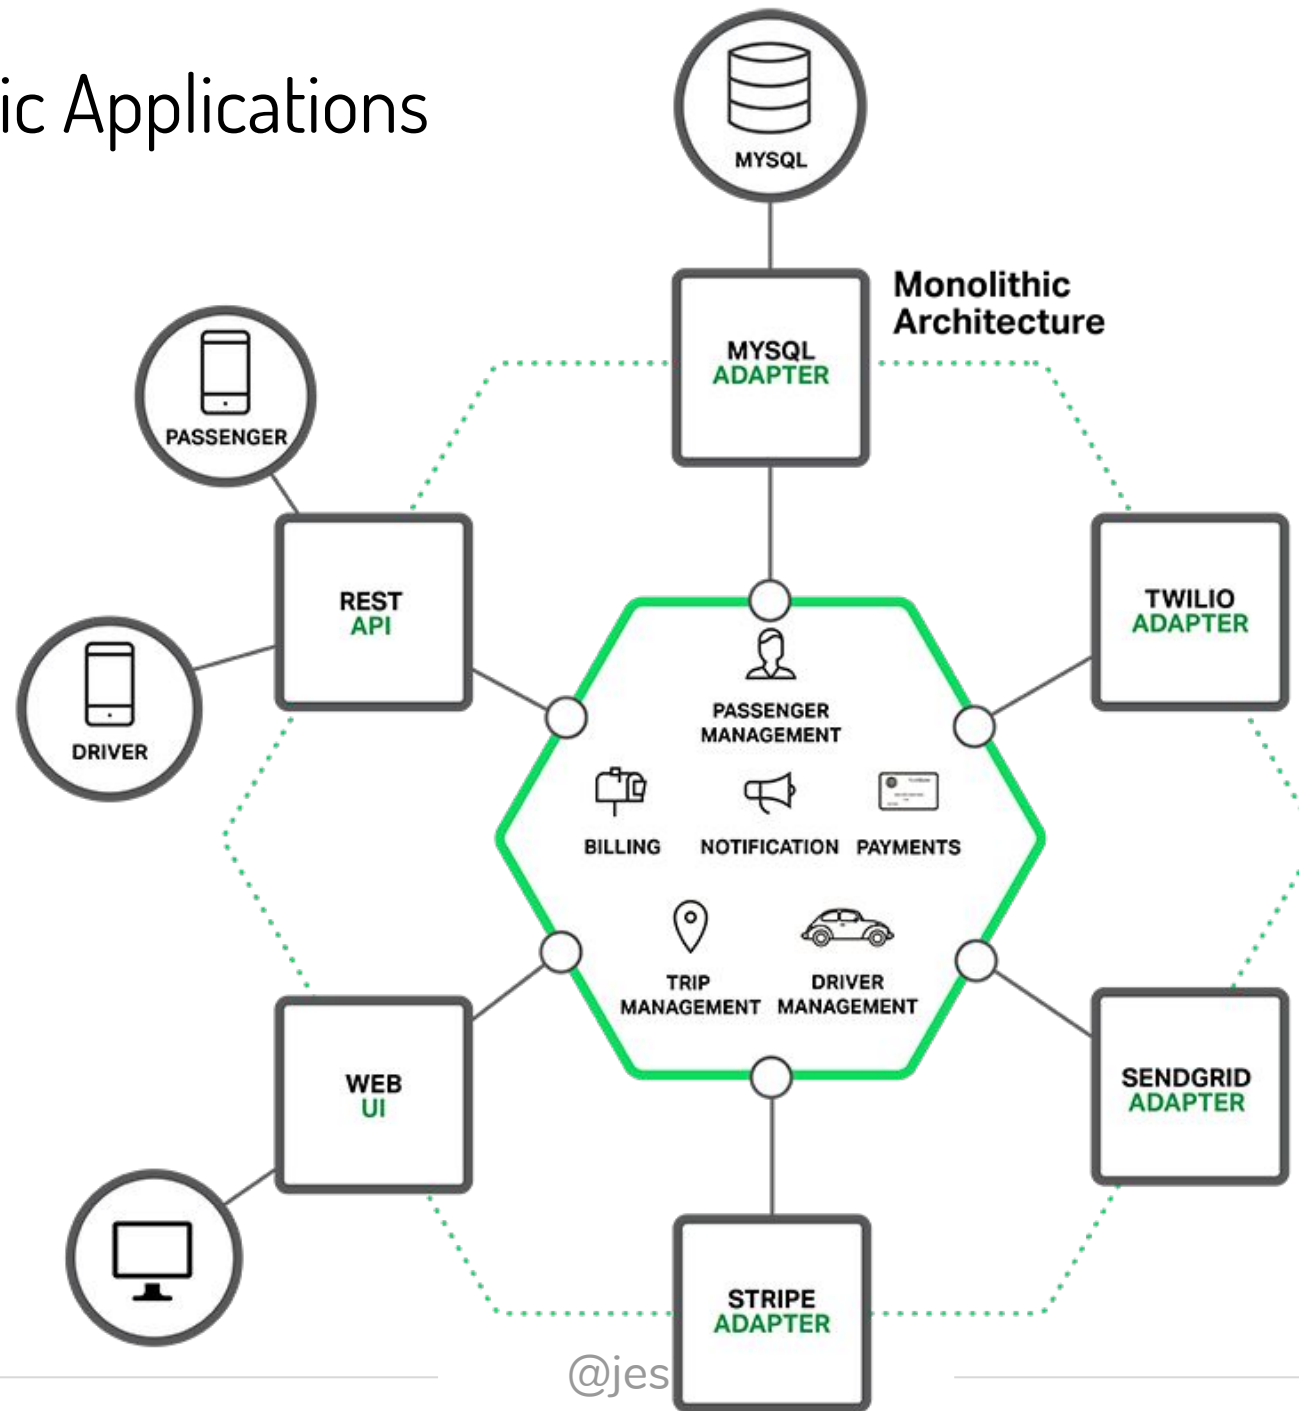 ic Applications
MYSQL
Monolithic
Architecture
MYSQL
ADAPTER
PASSENGER
REST
API
TWILIO
ADAPTER
DRIVER
PASSENGER
MANAGEMENT
BILLING
NOTIFICATION
PAYMENTS
TRIP
MANAGEMENT
DRIVER
MANAGEMENT
WEB
UI
SENDGRID
ADAPTER
STRIPE
ADAPTER
@jes